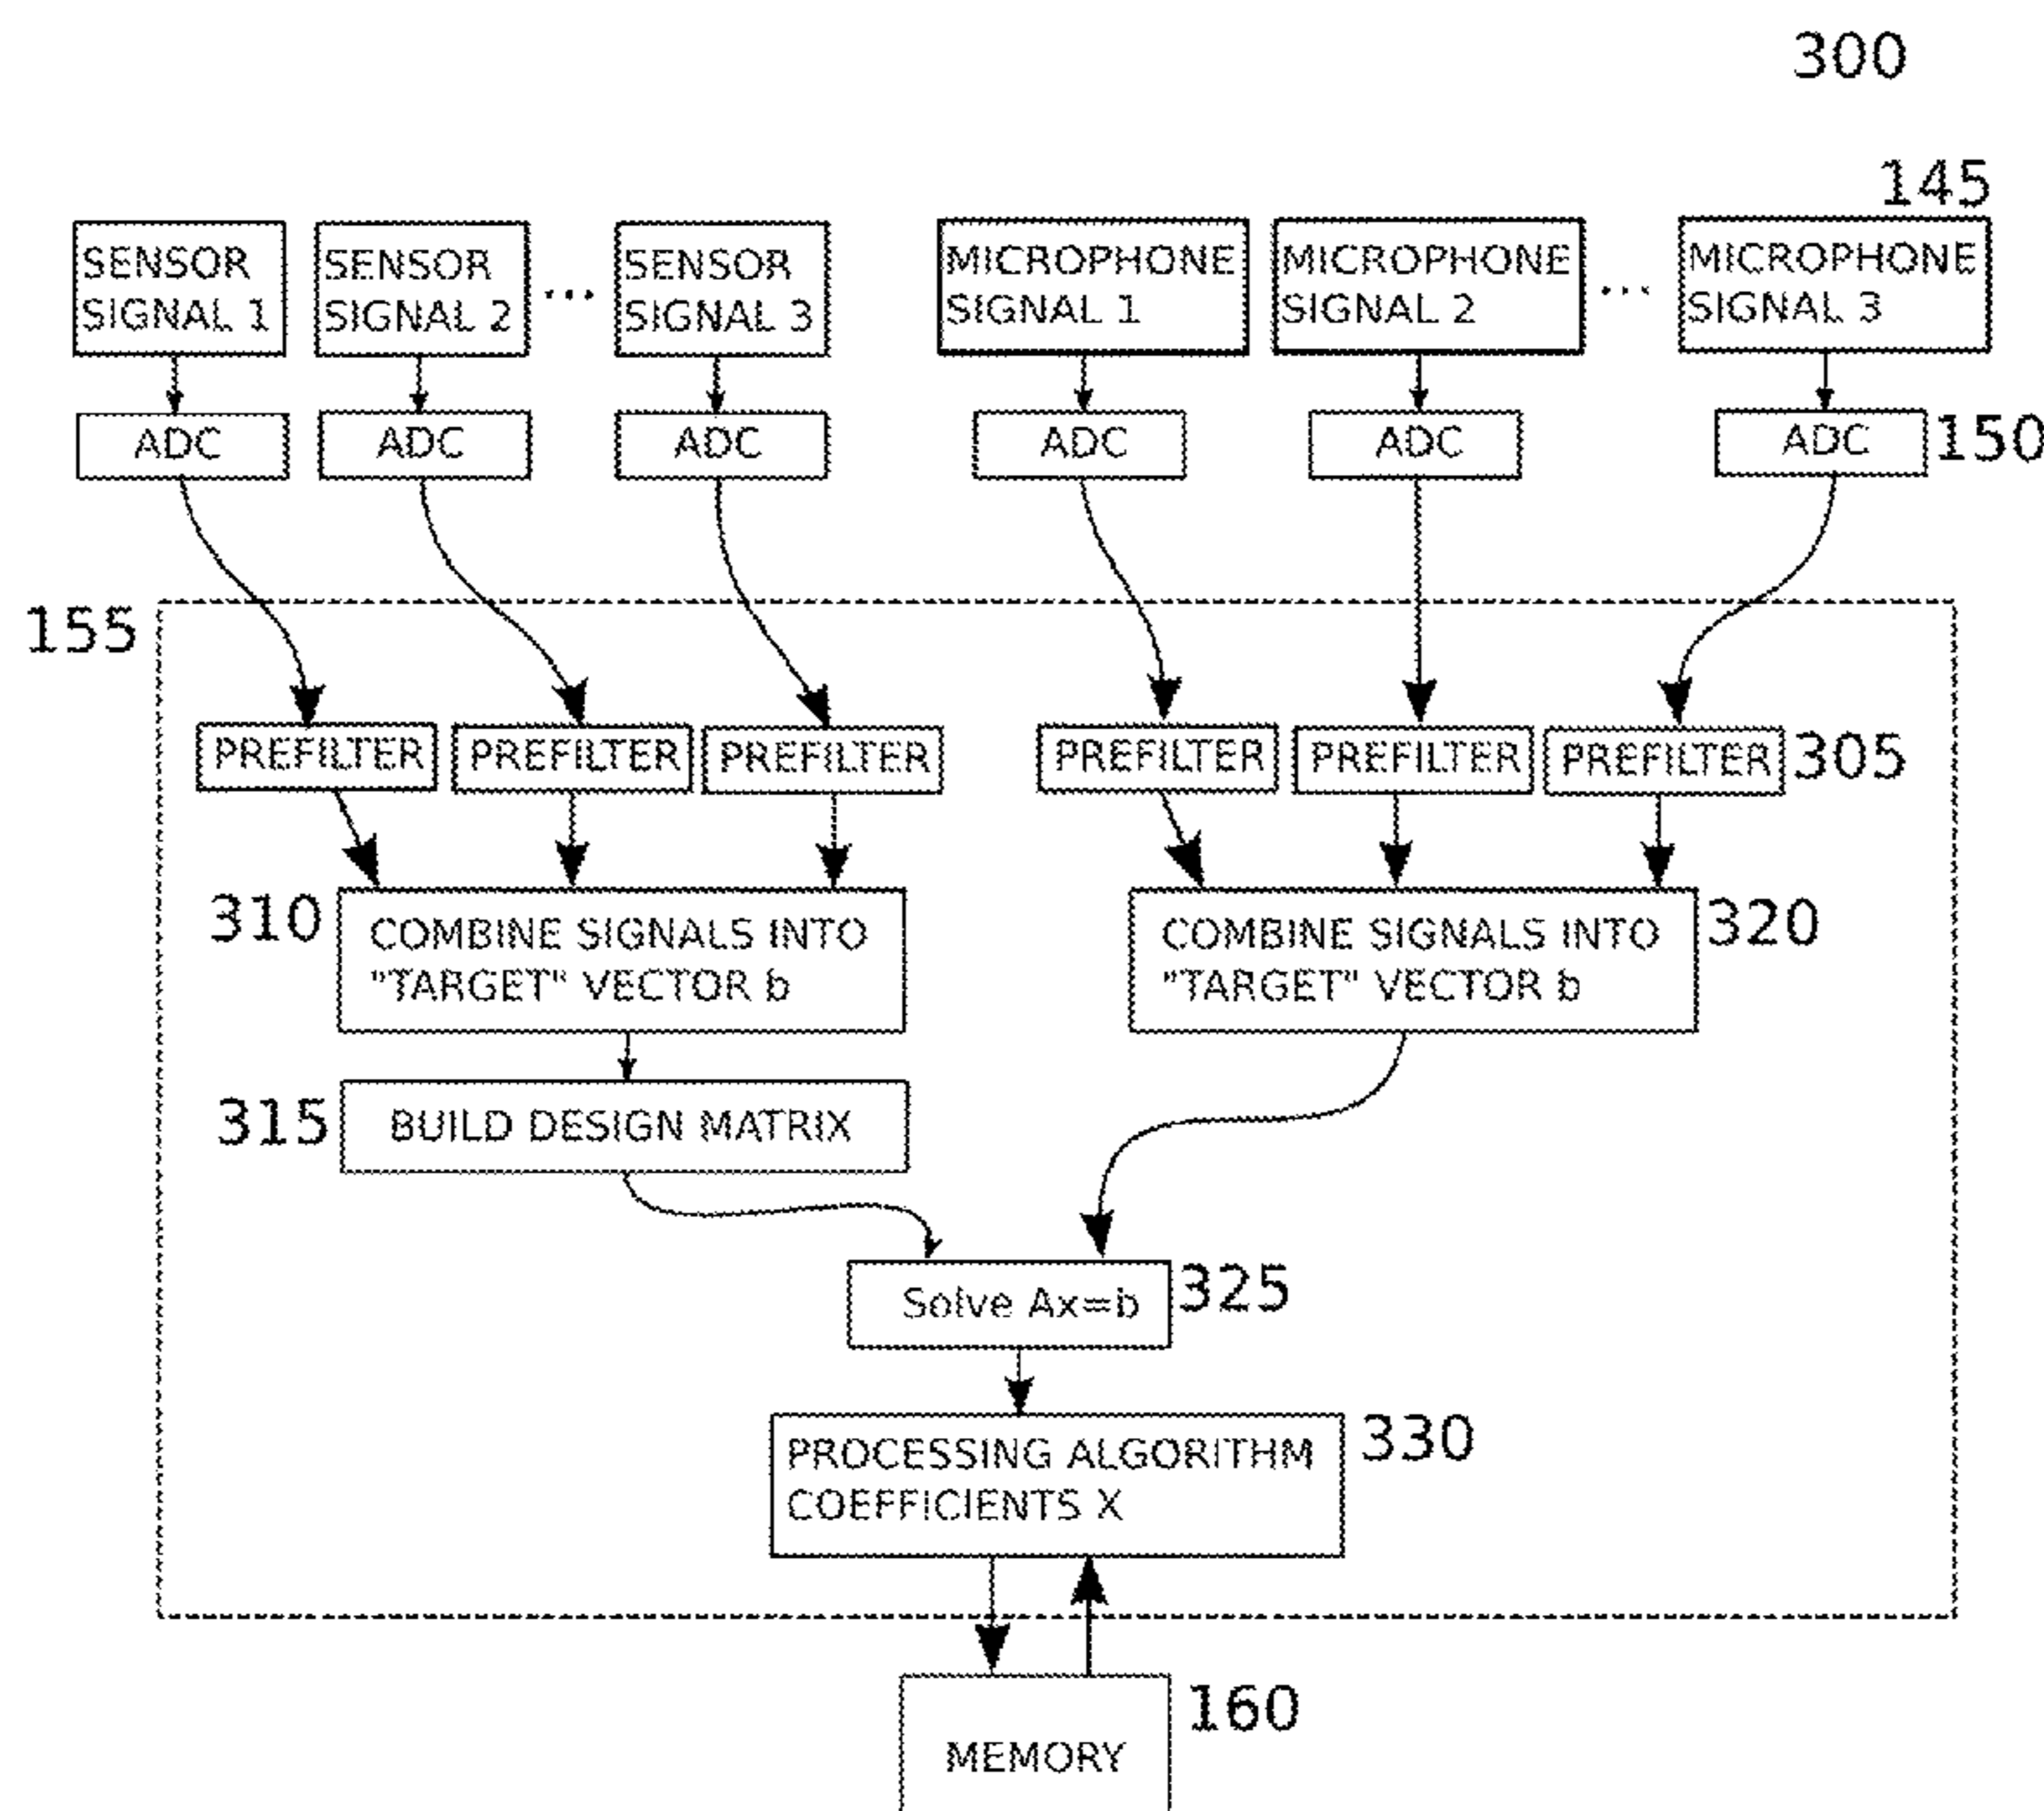 300
145
SENSOR
SIGNAL 1
SENSOR
SIGNAL 2
...
SENSOR
SIGNAL 3
MICROPHONE
SIGNAL 1
MICROPHONE
SIGNAL 2
...
MICROPHONE
SIGNAL 3
ADC
ADC
ADC
ADC
ADC
ADC
150
155
PREFILTER
PREFILTER
PREFILTER
PREFILTER
PREFILTER
PREFILTER
305
310
COMBINE SIGNALS INTO
"TARGET" VECTOR b
COMBINE SIGNALS INTO
"TARGET" VECTOR b
320
315
BUILD DESIGN MATRIX
Solve Ax=b
325
PROCESSING ALGORITHM
COEFFICIENTS X
330
160
MEMORY